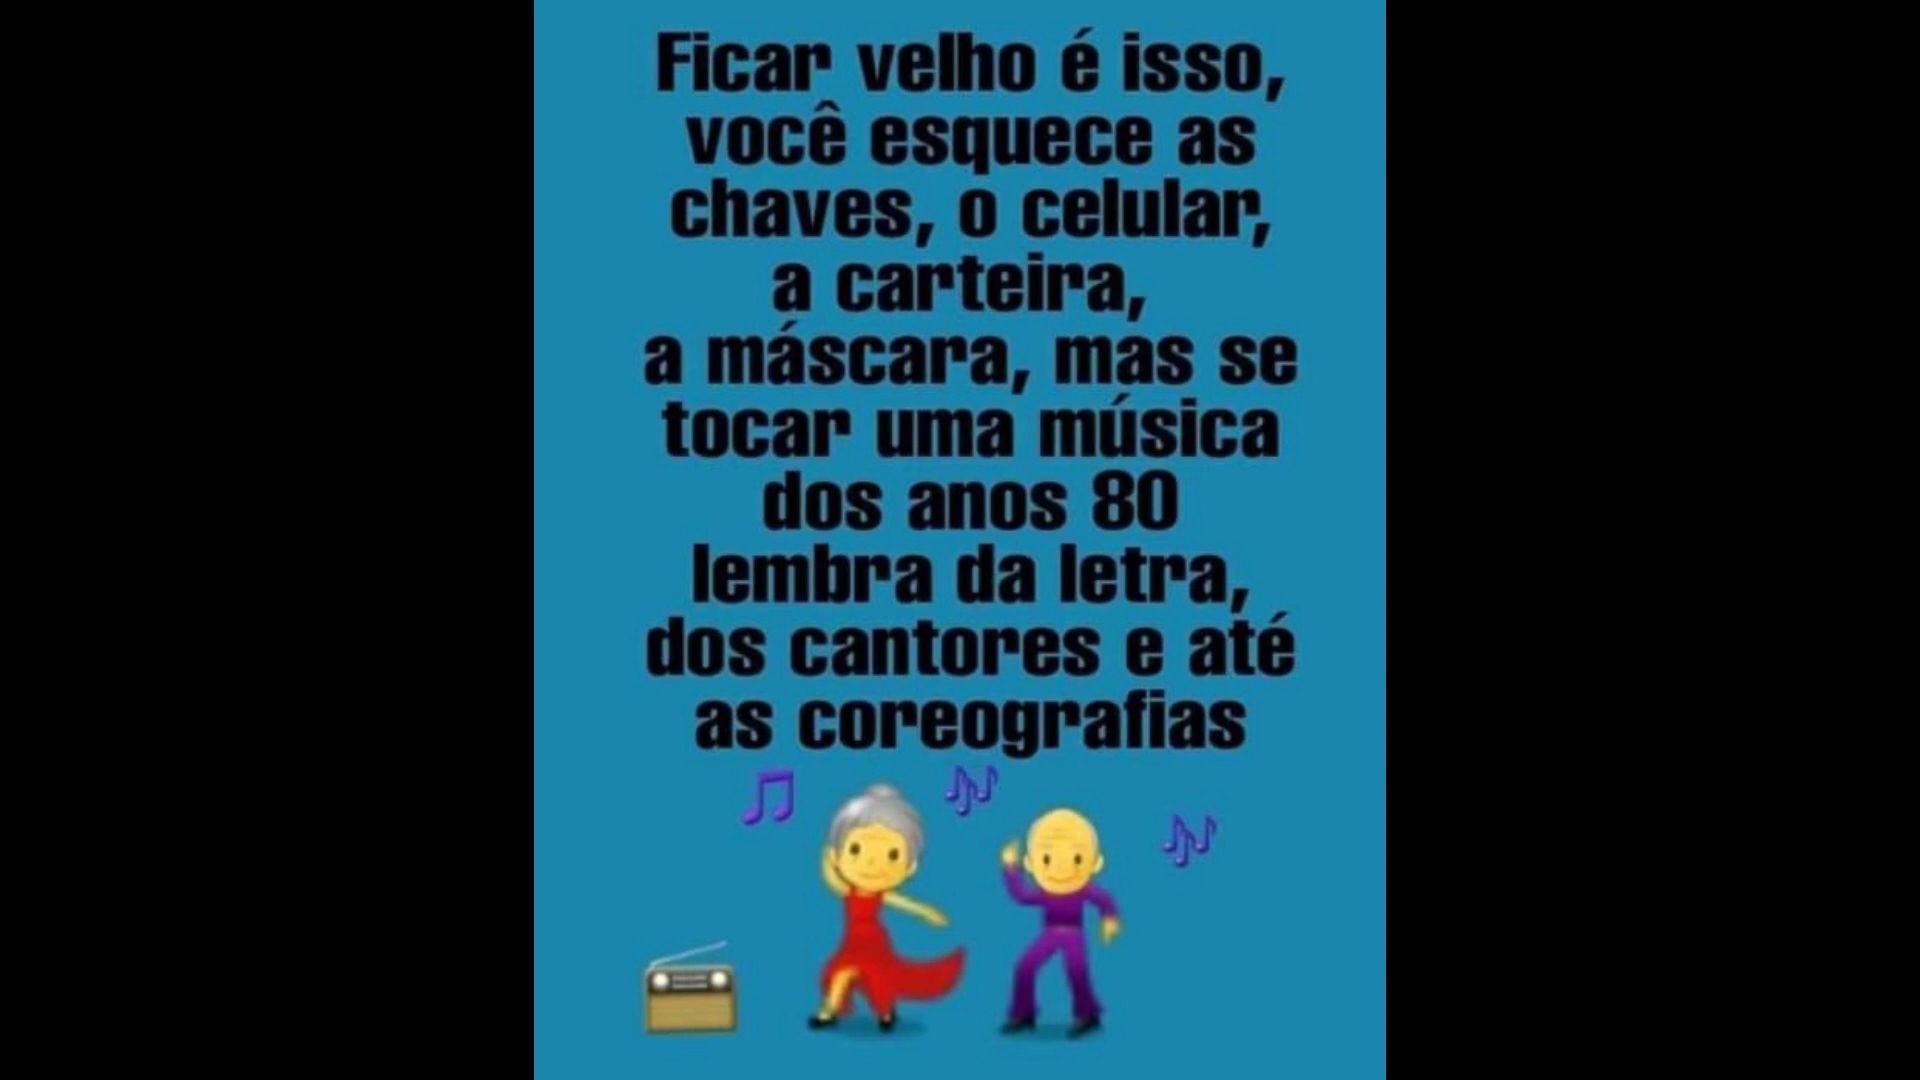 Ficar velho é isso,
você esquece as
chaves, o celular,
a carteira,
a máscara, mas se
tocar uma música
dos anos 80
lembra da letra,
dos cantores e até
as coreografias